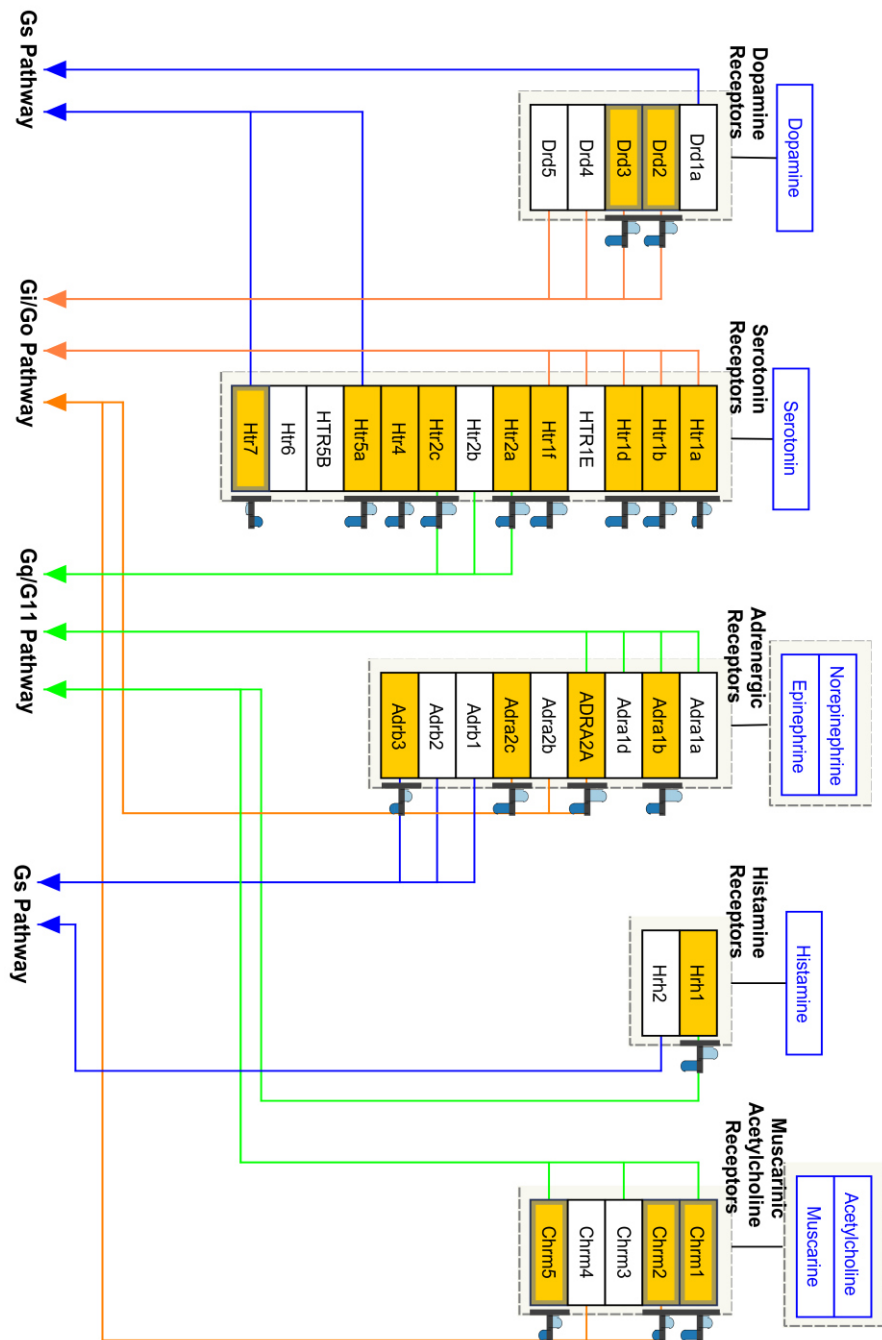 Dopamine
Dopamine
Receptors
Drd1a
Drd2
Drd3
Drd4
Drd5
Gs Pathway
Serotonin
Serotonin
Receptors
Htr1a
Htr1b
Htr1d
HTR1E
Htr1f
Htr2a
Htr2b
Htr2c
Htr4
Htr5a
HTR5B
Htr6
Htr7
Gi/Go Pathway
Norepinephrine
Epinephrine
Adrenergic
Receptors
Adra1a
Adra1b
Adra1d
ADRA2A
Adra2b
Adra2c
Adrb1
Adrb2
Adrb3
Gq/G11 Pathway
Histamine
Histamine
Receptors
Hrh1
Hrh2
Gs Pathway
Acetylcholine
Muscarine
Muscarinic
Acetylcholine
Receptors
Chrm1
Chrm2
Chrm3
Chrm4
Chrm5